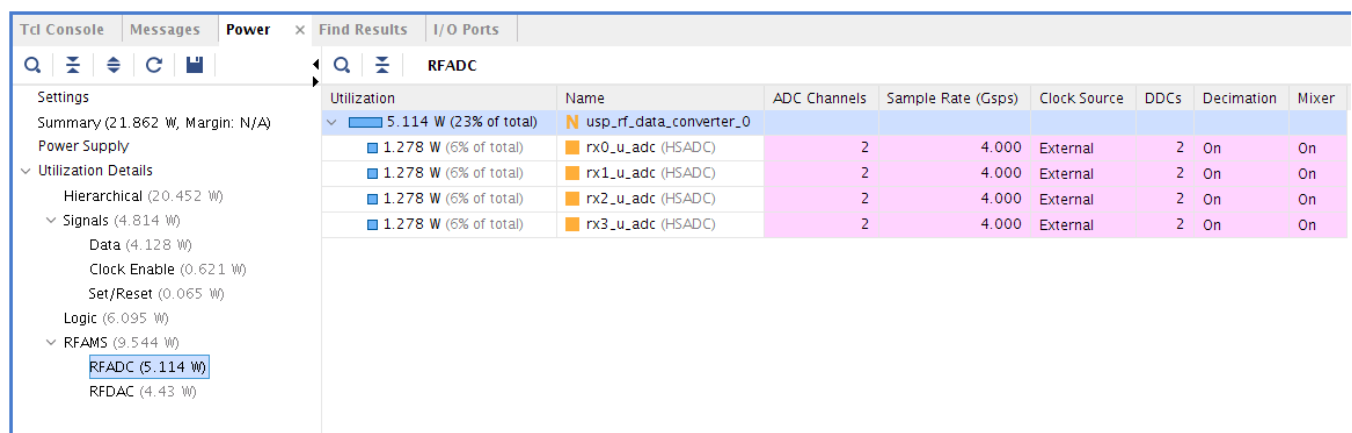 Tcl Console Messages Power × Find Results I/O Ports
RFADC
Settings
Summary (21.862 W, Margin: N/A)
Power Supply
Utilization Details
Hierarchical (20.452 W)
Signals (4.814 W)
Data (4.128 W)
Clock Enable (0.621 W)
Set/Reset (0.065 W)
Logic (6.095 W)
RFAMS (9.544 W)
RFADC (5.114 W)
RFDAC (4.43 W)
Utilization Name ADC Channels Sample Rate (Gsps) Clock Source DDCs Decimation Mixer
5.114 W (23% of total) N usp_rf_data_converter_0
1.278 W (6% of total) rx0_u_adc (HSADC) 2 4.000 External 2 On On
1.278 W (6% of total) rx1_u_adc (HSADC) 2 4.000 External 2 On On
1.278 W (6% of total) rx2_u_adc (HSADC) 2 4.000 External 2 On On
1.278 W (6% of total) rx3_u_adc (HSADC) 2 4.000 External 2 On On